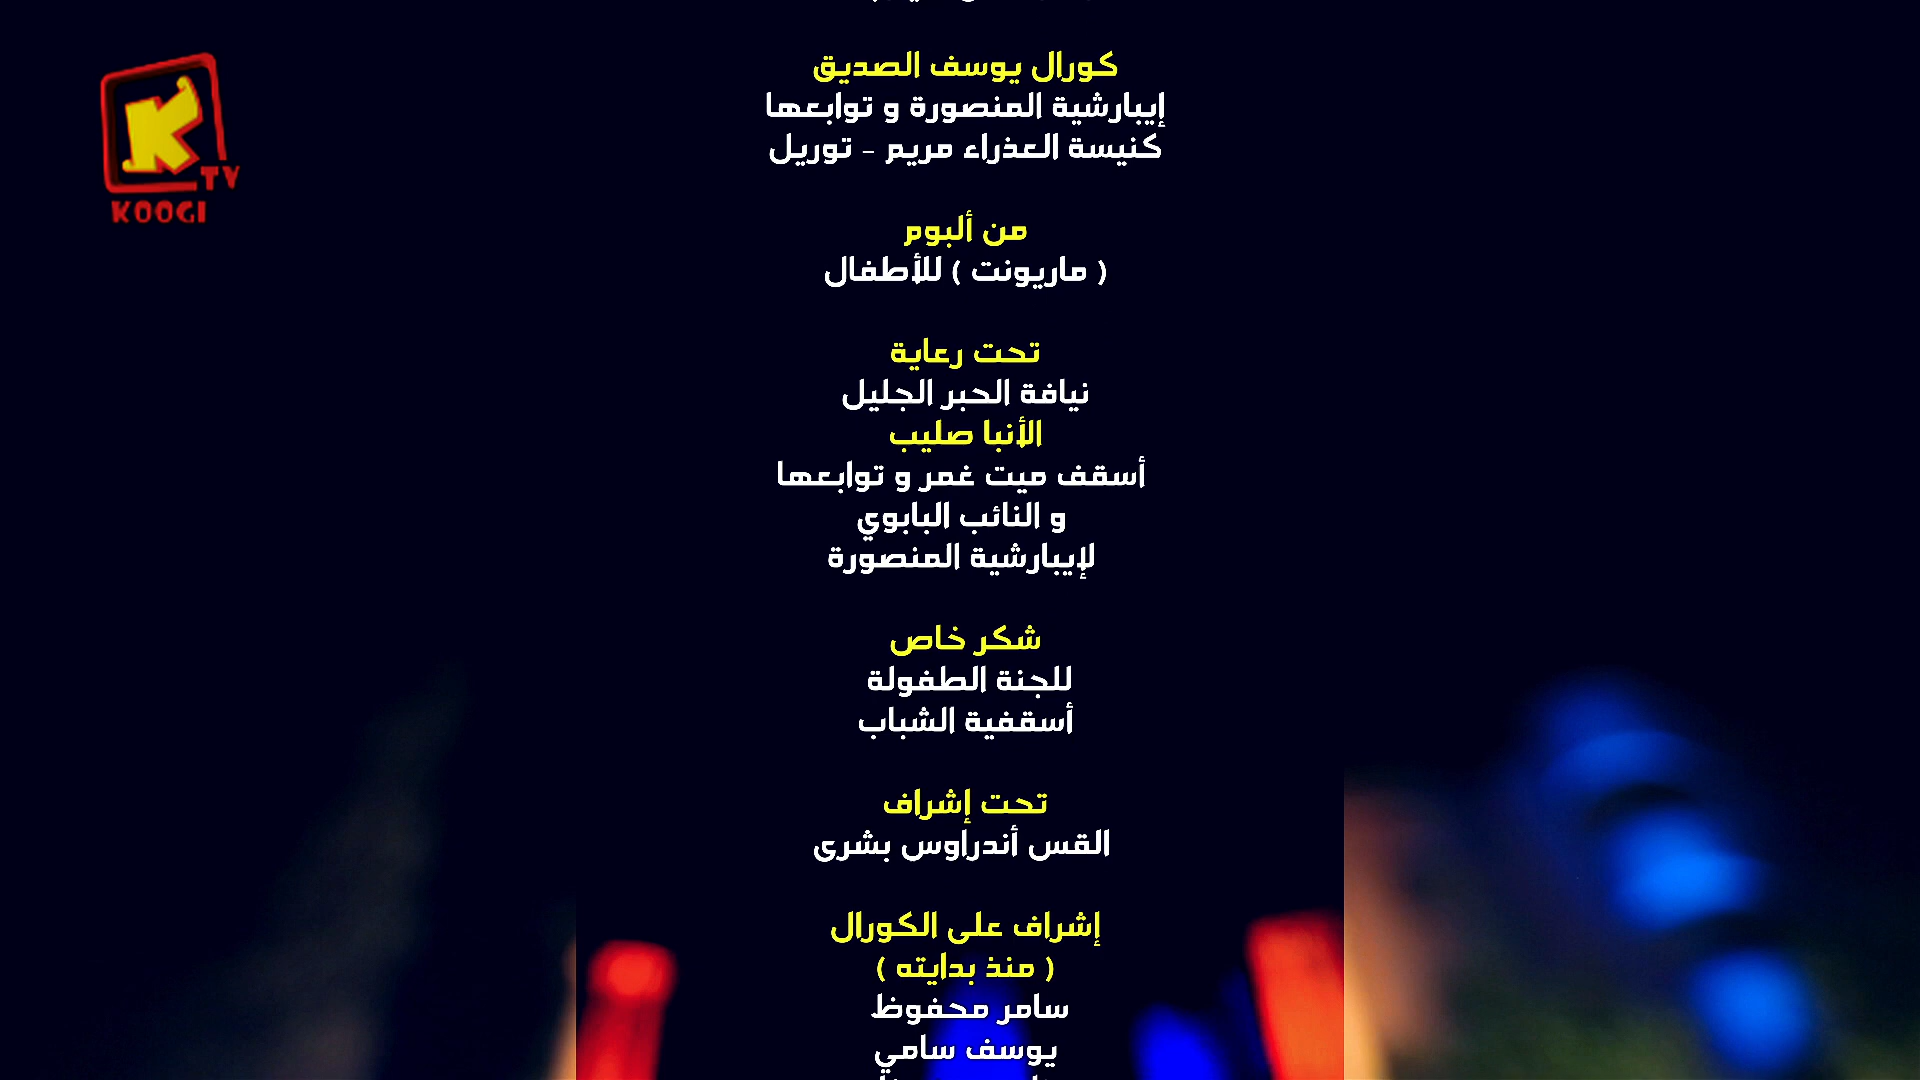 K
TV
KOOGI
كورال يوسف الصديق
إيبارشية المنصورة و توابعها
كنيسة العذراء مريم - توريل
من ألبوم
( ماريونت ) للأطفال
تحت رعاية
نيافة الحبر الجليل
الأنبا صليب
أسقف ميت غمر و توابعها
و النائب البابوي
لإيبارشية المنصورة
شكر خاص
للجنة الطفولة
أسقفية الشباب
تحت إشراف
القس أندراوس بشرى
إشراف على الكورال
( منذ بدايته )
سامر محفوظ
يوسف سامي